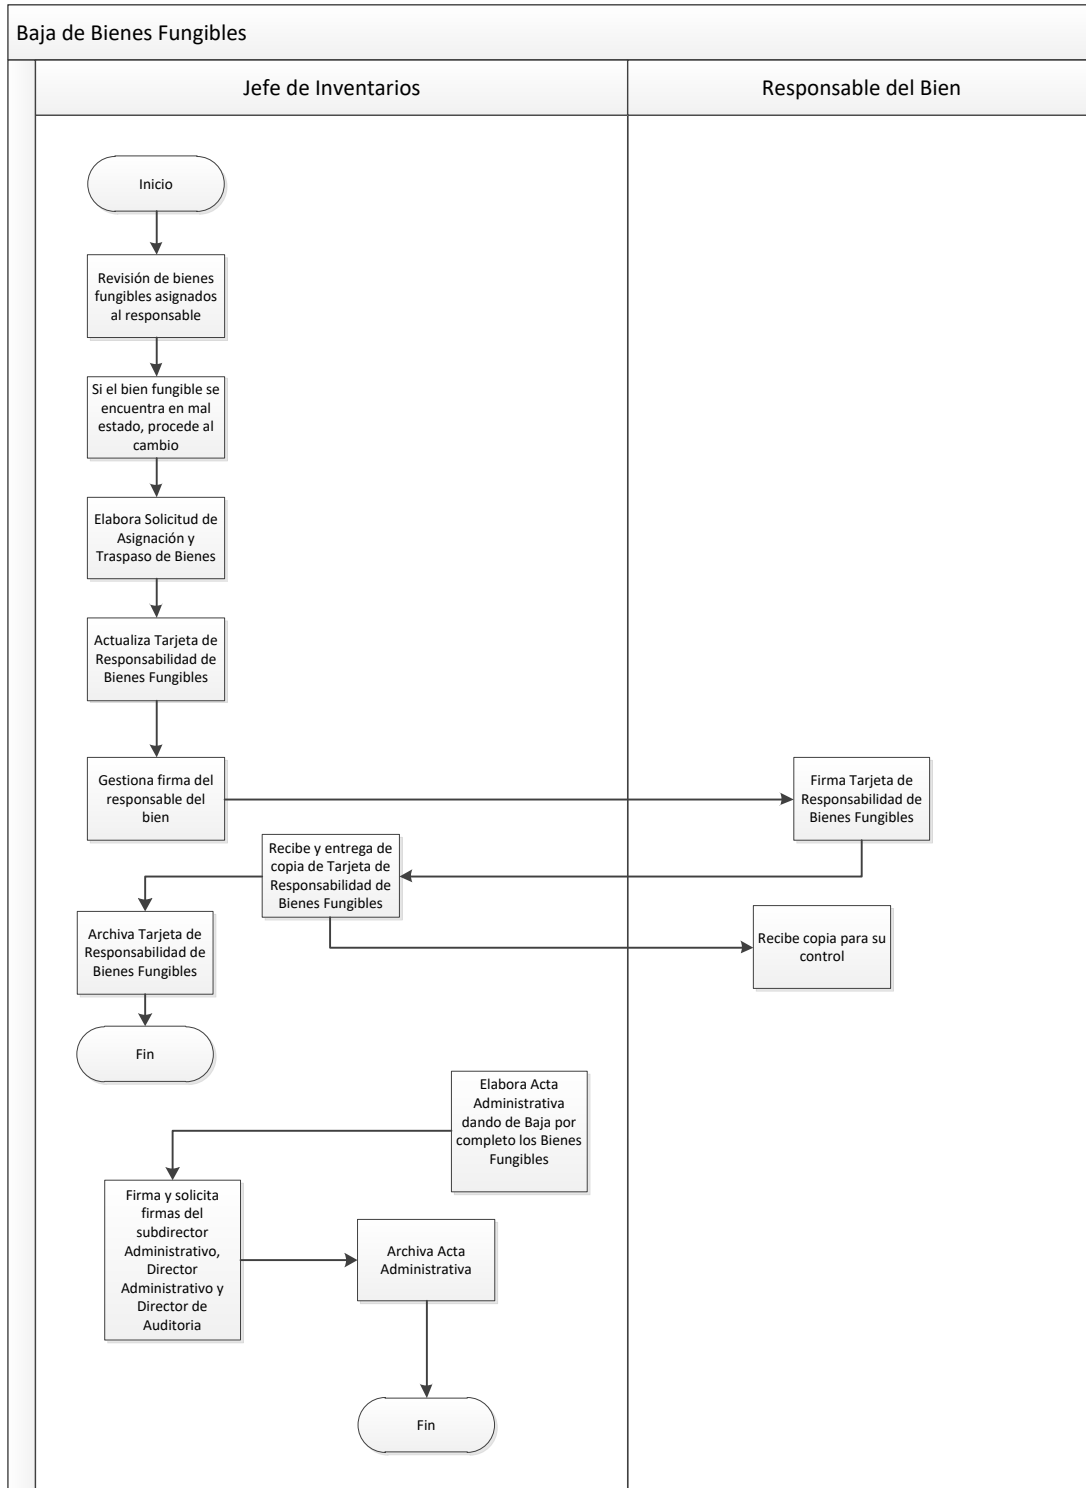 Baja de Bienes Fungibles
Jefe de Inventarios
Responsable del Bien
Inicio
Revisión de bienes
fungibles asignados
al responsable
Si el bien fungible se
encuentra en mal
estado, procede al
cambio
Elabora Solicitud de
Asignación y
Traspaso de Bienes
Actualiza Tarjeta de
Responsabilidad de
Bienes Fungibles
Gestiona firma del
responsable del
bien
Firma Tarjeta de
Responsabilidad de
Bienes Fungibles
Recibe y entrega de
copia de Tarjeta de
Responsabilidad de
Bienes Fungibles
Archiva Tarjeta de
Responsabilidad de
Bienes Fungibles
Recibe copia para su
control
Fin
Elabora Acta
Administrativa
dando de Baja por
completo los Bienes
Fungibles
Firma y solicita
firmas del
subdirector
Administrativo,
Director
Administrativo y
Director de
Auditoria
Archiva Acta
Administrativa
Fin